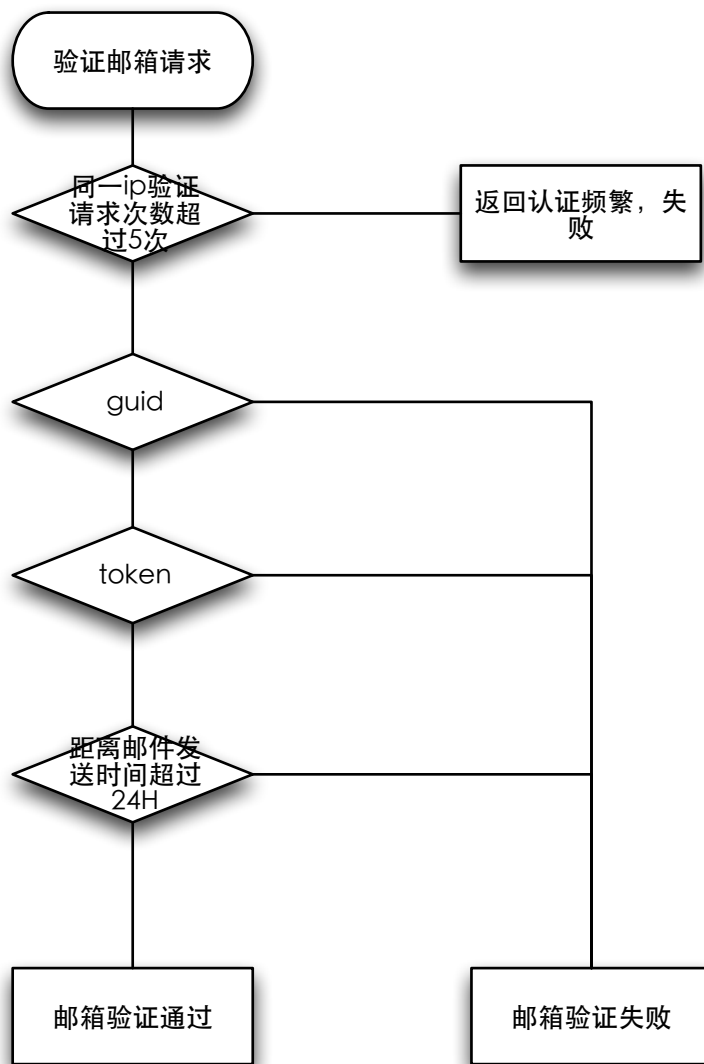 验证邮箱请求
同一ip验证
请求次数超
过5次
返回认证频繁，失
败
guid
token
距离邮件发
送时间超过
24H
邮箱验证通过
邮箱验证失败